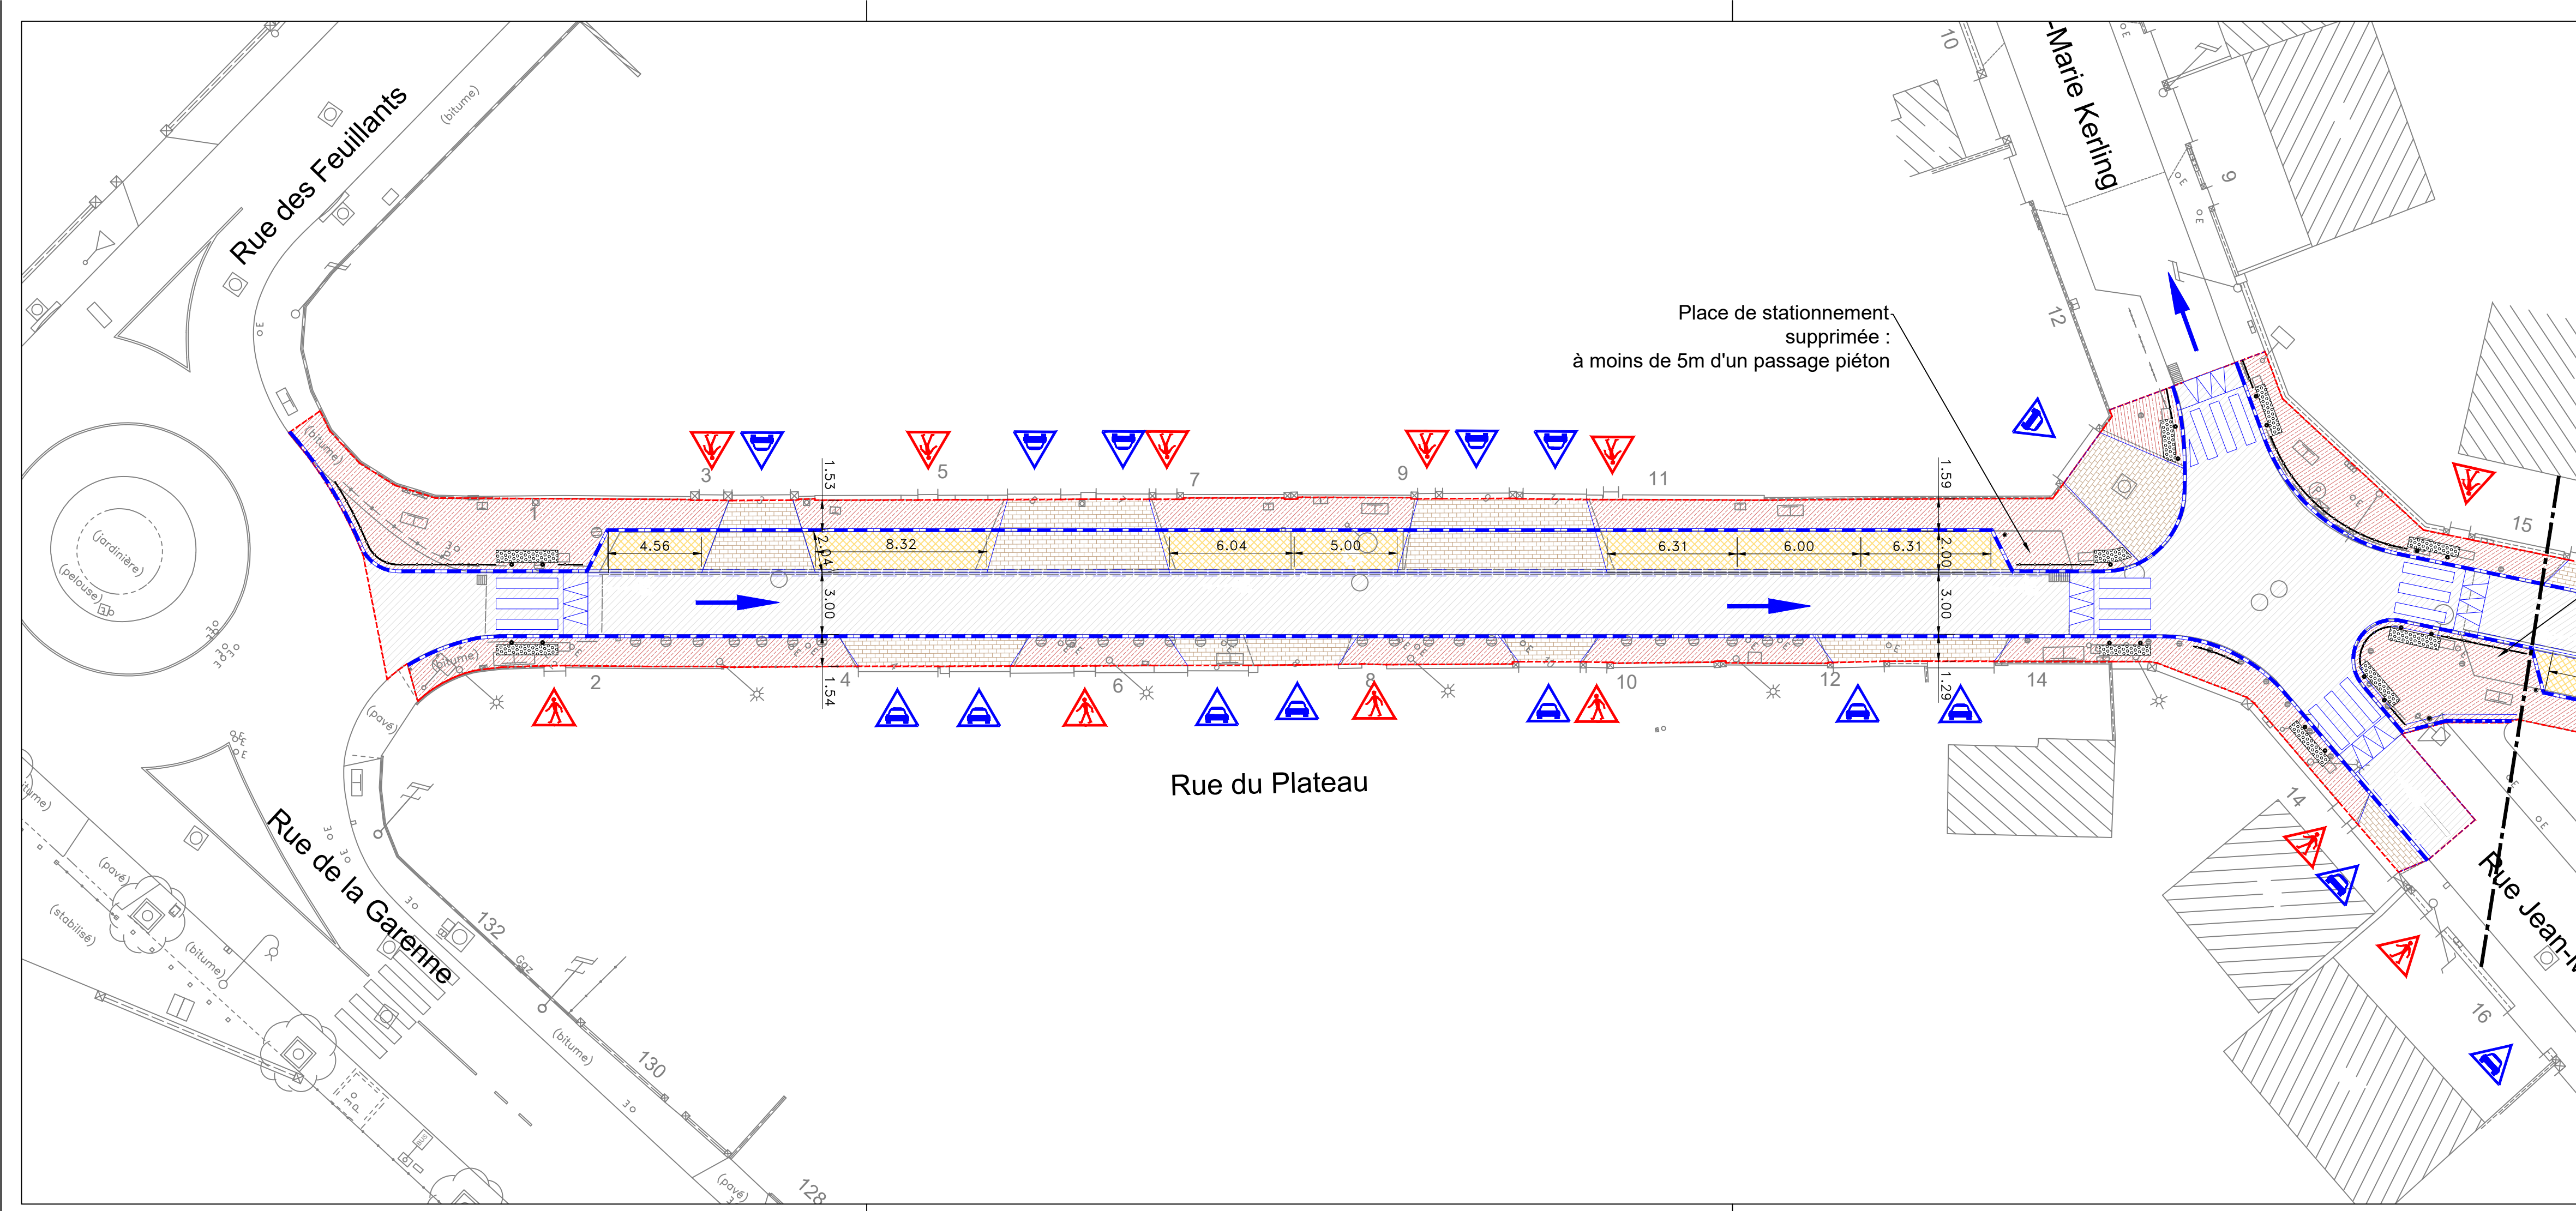 Rue des Feuillants
(bitume)
10
-Marie Kerling
9
12
Place de stationnement
supprimée :
à moins de 5m d'un passage piéton
(bitume)
3
5
7
9
11
15
1
1.53
1.59
4.56
2.04
8.32
6.04
5.00
6.31
6.00
6.31
2.00
3.00
3.00
(jardinière)
(pelouse)
(bitume)
2
4
1.54
6
8
10
12
1.29
14
(pavé)
Rue du Plateau
Rue de la Garenne
14
Rue Jean-M
16
(pavé)
(stabilisé)
(bitume)
132
Gaz
(bitume)
130
BUS
(pavé)
128